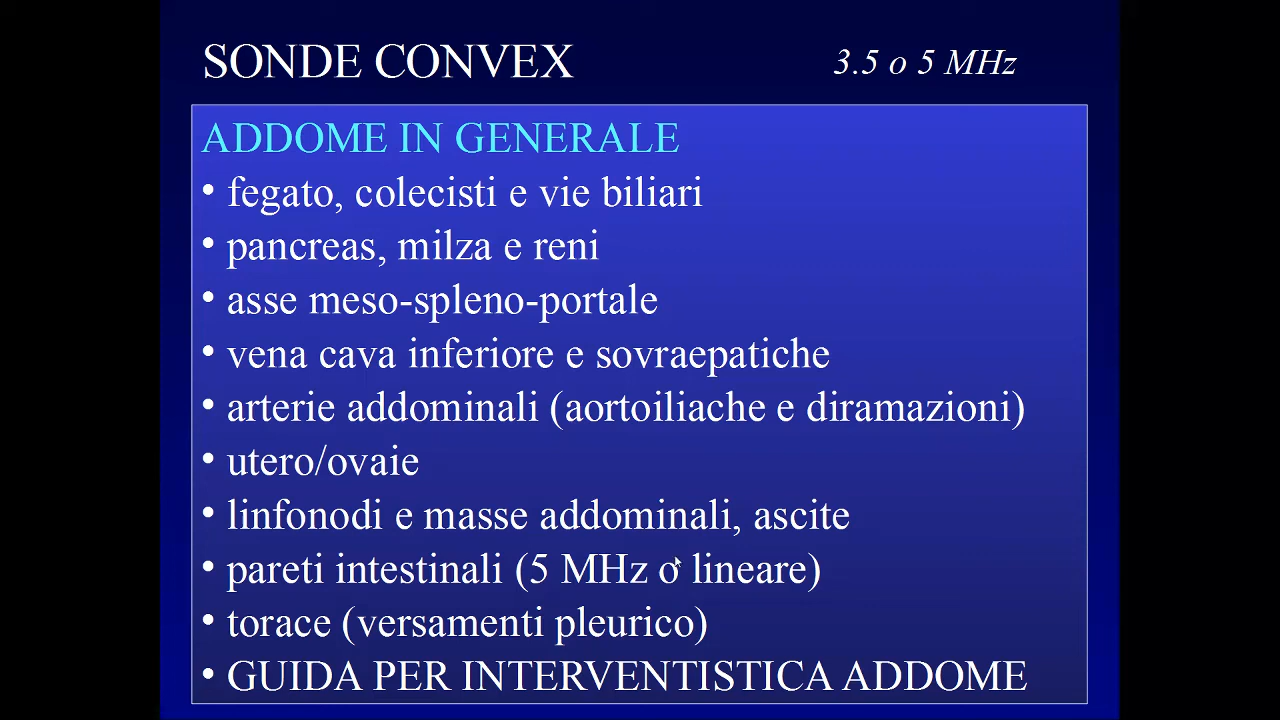 SONDE CONVEX 3.5 o 5 MHz
ADDOME IN GENERALE
• fegato, colecisti e vie biliari
• pancreas, milza e reni
• asse meso-spleno-portale
• vena cava inferiore e sovraepatiche
• arterie addominali (aortoiliache e diramazioni)
• utero/ovaie
• linfonodi e masse addominali, ascite
• pareti intestinali (5 MHz o lineare)
• torace (versamenti pleurico)
• GUIDA PER INTERVENTISTICA ADDOME